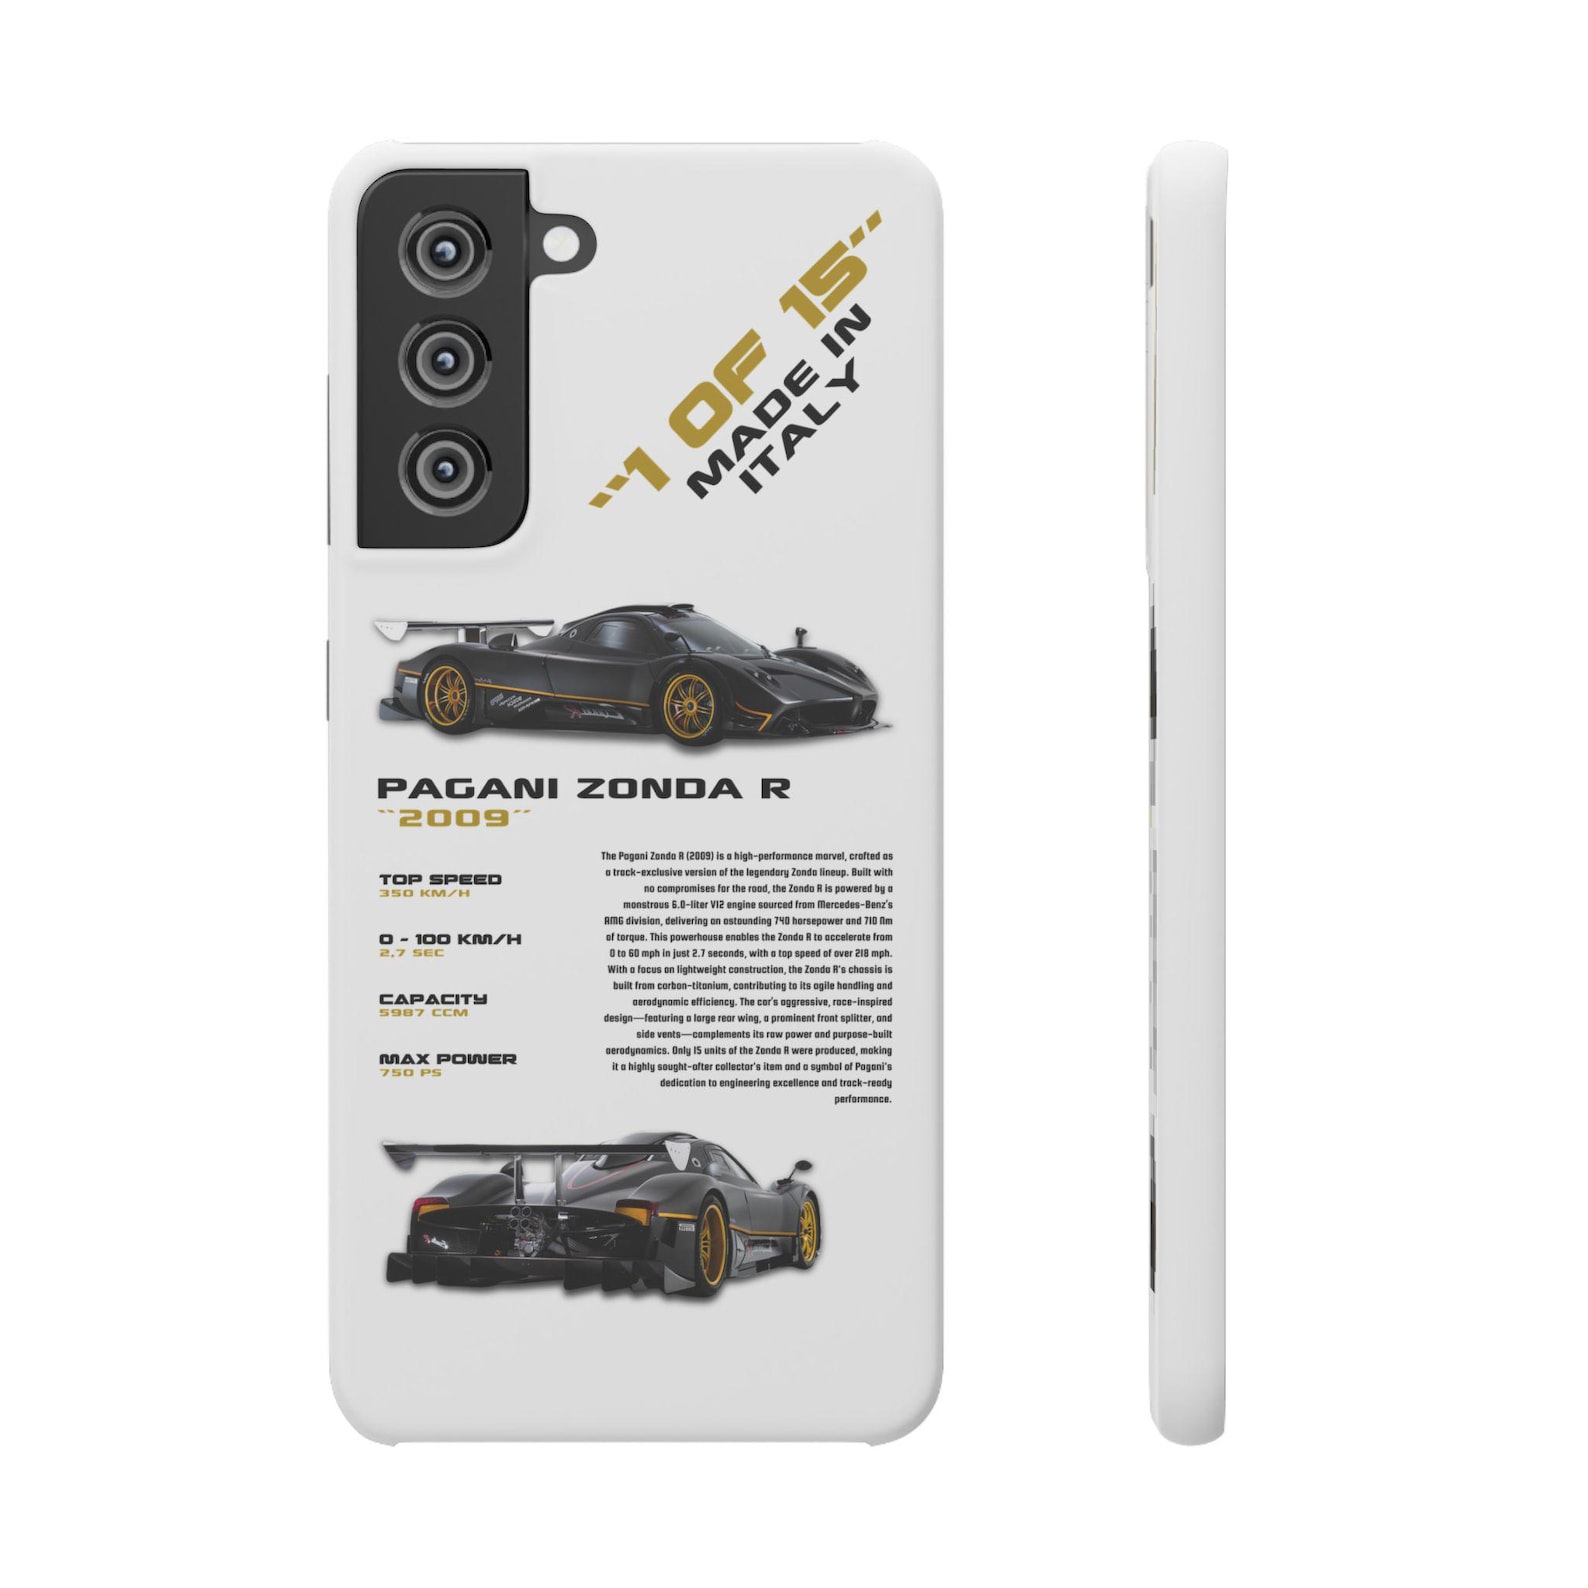 "1 OF 15"
MADE IN
ITALY
PAGANI ZONDA R
"2009"
TOP SPEED
350 KM/H
0 - 100 KM/H
2,7 SEC
CAPACITY
5987 CCM
MAX POWER
750 PS
The Pagani Zonda R (2009) is a high-performance marvel, crafted as
a track-exclusive version of the legendary Zonda lineup. Built with
no compromises for the road, the Zonda R is powered by a
monstrous 6.0-liter V12 engine sourced from Mercedes-Benz's
AMG division, delivering an astounding 740 horsepower and 710 Nm
of torque. This powerhouse enables the Zonda R to accelerate from
0 to 60 mph in just 2.7 seconds, with a top speed of over 218 mph.
With a focus on lightweight construction, the Zonda R's chassis is
built from carbon-titanium, contributing to its agile handling and
aerodynamic efficiency. The car's aggressive, race-inspired
design—featuring a large rear wing, a prominent front splitter, and
side vents—complements its raw power and purpose-built
aerodynamics. Only 15 units of the Zonda R were produced, making
it a highly sought-after collector's item and a symbol of Pagani's
dedication to engineering excellence and track-ready
performance.